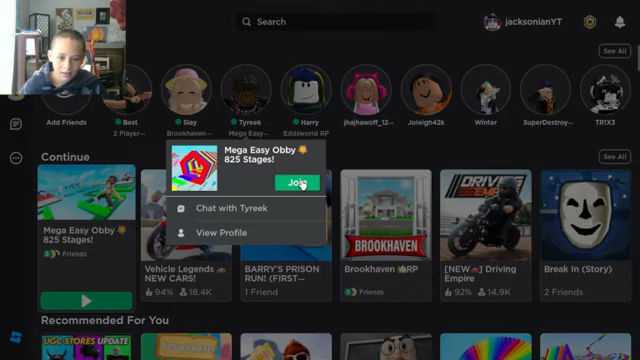 Search
jacksonianYT
See All
Add Friends
Best
2 Player---
Slay
Brookhaven---
Tyreek
Mega Easy---
Harry
Eddsworld RP
jhajhawoff_12---
Joleigh42k
Winter
SuperDestroy---
TR1X3
Continue
See All
Mega Easy Obby
825 Stages!
Join
Chat with Tyreek
View Profile
Mega Easy Obby
825 Stages!
Friends
Vehicle Legends
NEW CARS!
94% 18.4K
BARRY'S PRISON
RUN! (FIRST---
1 Friend
BROOKHAVEN
Brookhaven RP
Friends
DRIVING
EMPIRE
[NEW] Driving
Empire
92% 14.9K
Break In (Story)
2 Friends
Recommended For You
UGC STORES UPDATE